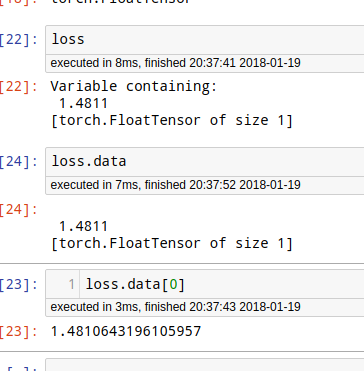 torch.FloatTensor
[22]: loss
executed in 8ms, finished 20:37:41 2018-01-19
[22]: Variable containing:
1.4811
[torch.FloatTensor of size 1]
[24]: loss.data
executed in 7ms, finished 20:37:52 2018-01-19
[24]:
1.4811
[torch.FloatTensor of size 1]
[23]: 1 loss.data[0]
executed in 3ms, finished 20:37:43 2018-01-19
[23]: 1.4810643196105957